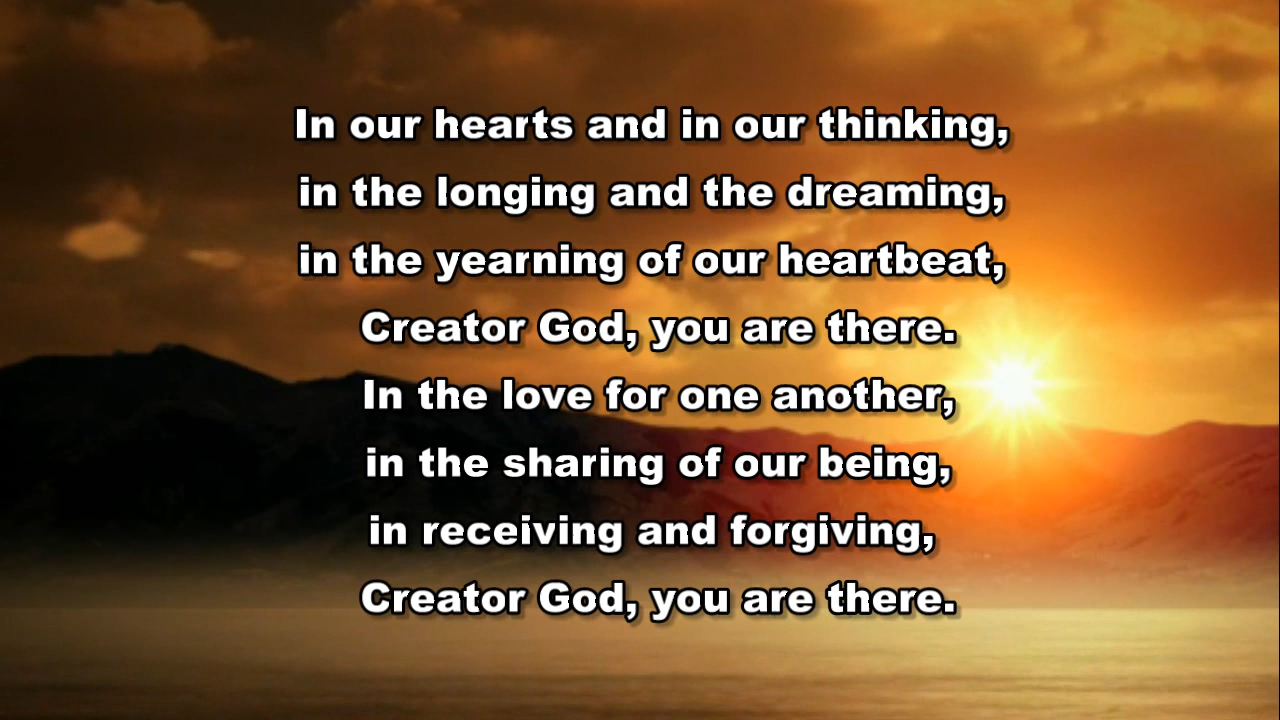 In our hearts and in our thinking,
in the longing and the dreaming,
in the yearning of our heartbeat,
Creator God, you are there.
In the love for one another,
in the sharing of our being,
in receiving and forgiving,
Creator God, you are there.